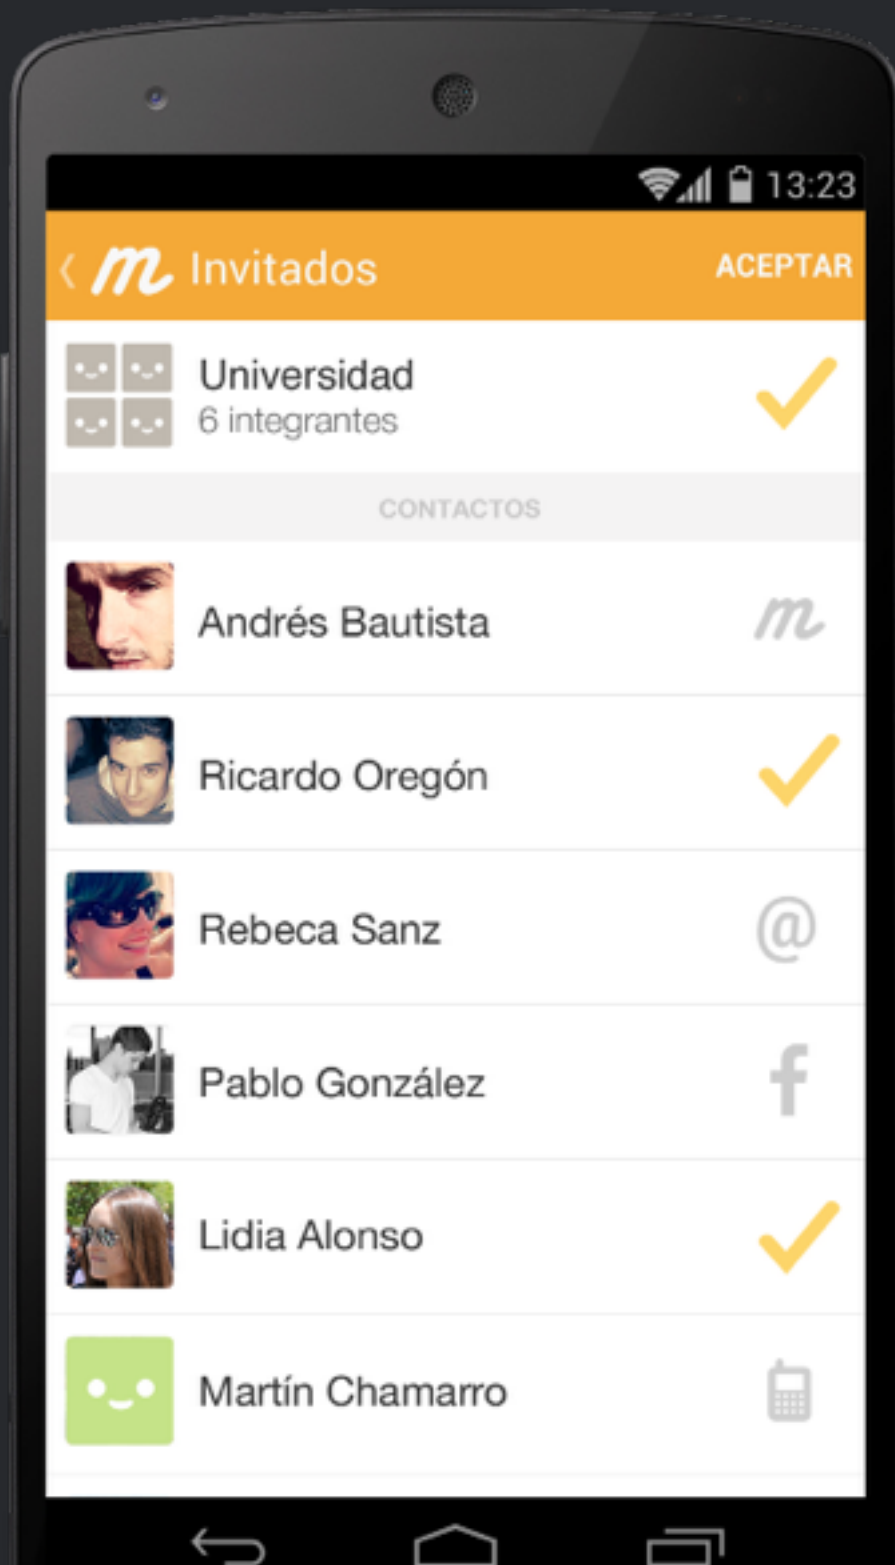 13:23
m Invitados ACEPTAR
Universidad
6 integrantes
CONTACTOS
Andrés Bautista m
Ricardo Oregón
Rebeca Sanz @
Pablo González f
Lidia Alonso
Martín Chamarro